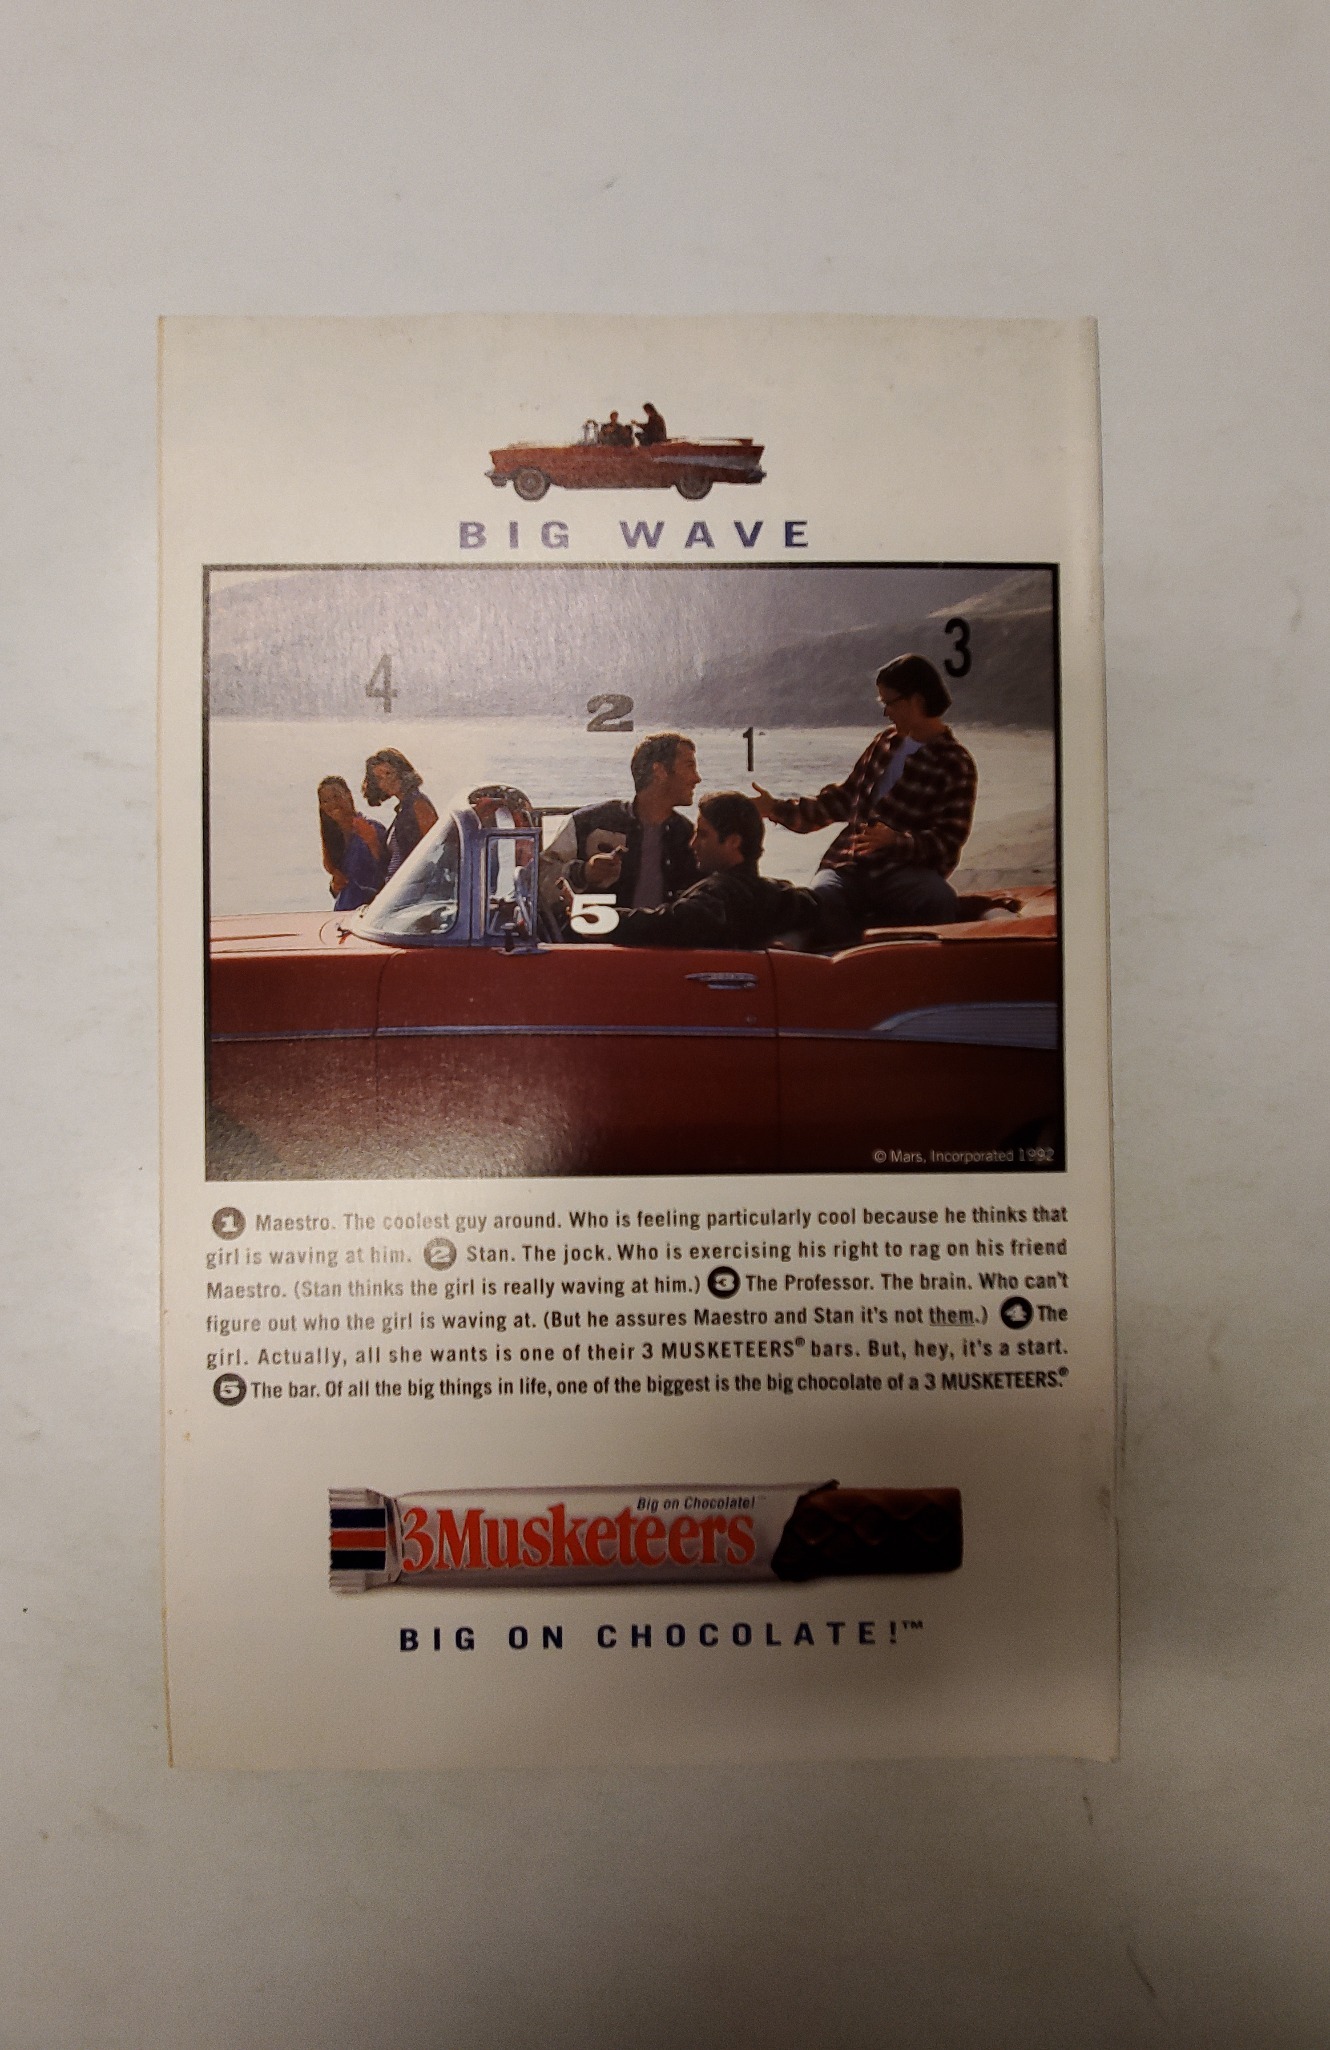 BIG WAVE
4
3
2
1
5
© Mars, Incorporated 1992
1 Maestro. The coolest guy around. Who is feeling particularly cool because he thinks that
girl is waving at him. 2 Stan. The jock. Who is exercising his right to rag on his friend
Maestro. (Stan thinks the girl is really waving at him.) 3 The Professor. The brain. Who can't
figure out who the girl is waving at. (But he assures Maestro and Stan it's not them.) 4 The
girl. Actually, all she wants is one of their 3 MUSKETEERS® bars. But, hey, it's a start.
5 The bar. Of all the big things in life, one of the biggest is the big chocolate of a 3 MUSKETEERS.®
Big on Chocolate!™
3Musketeers
BIG ON CHOCOLATE!™